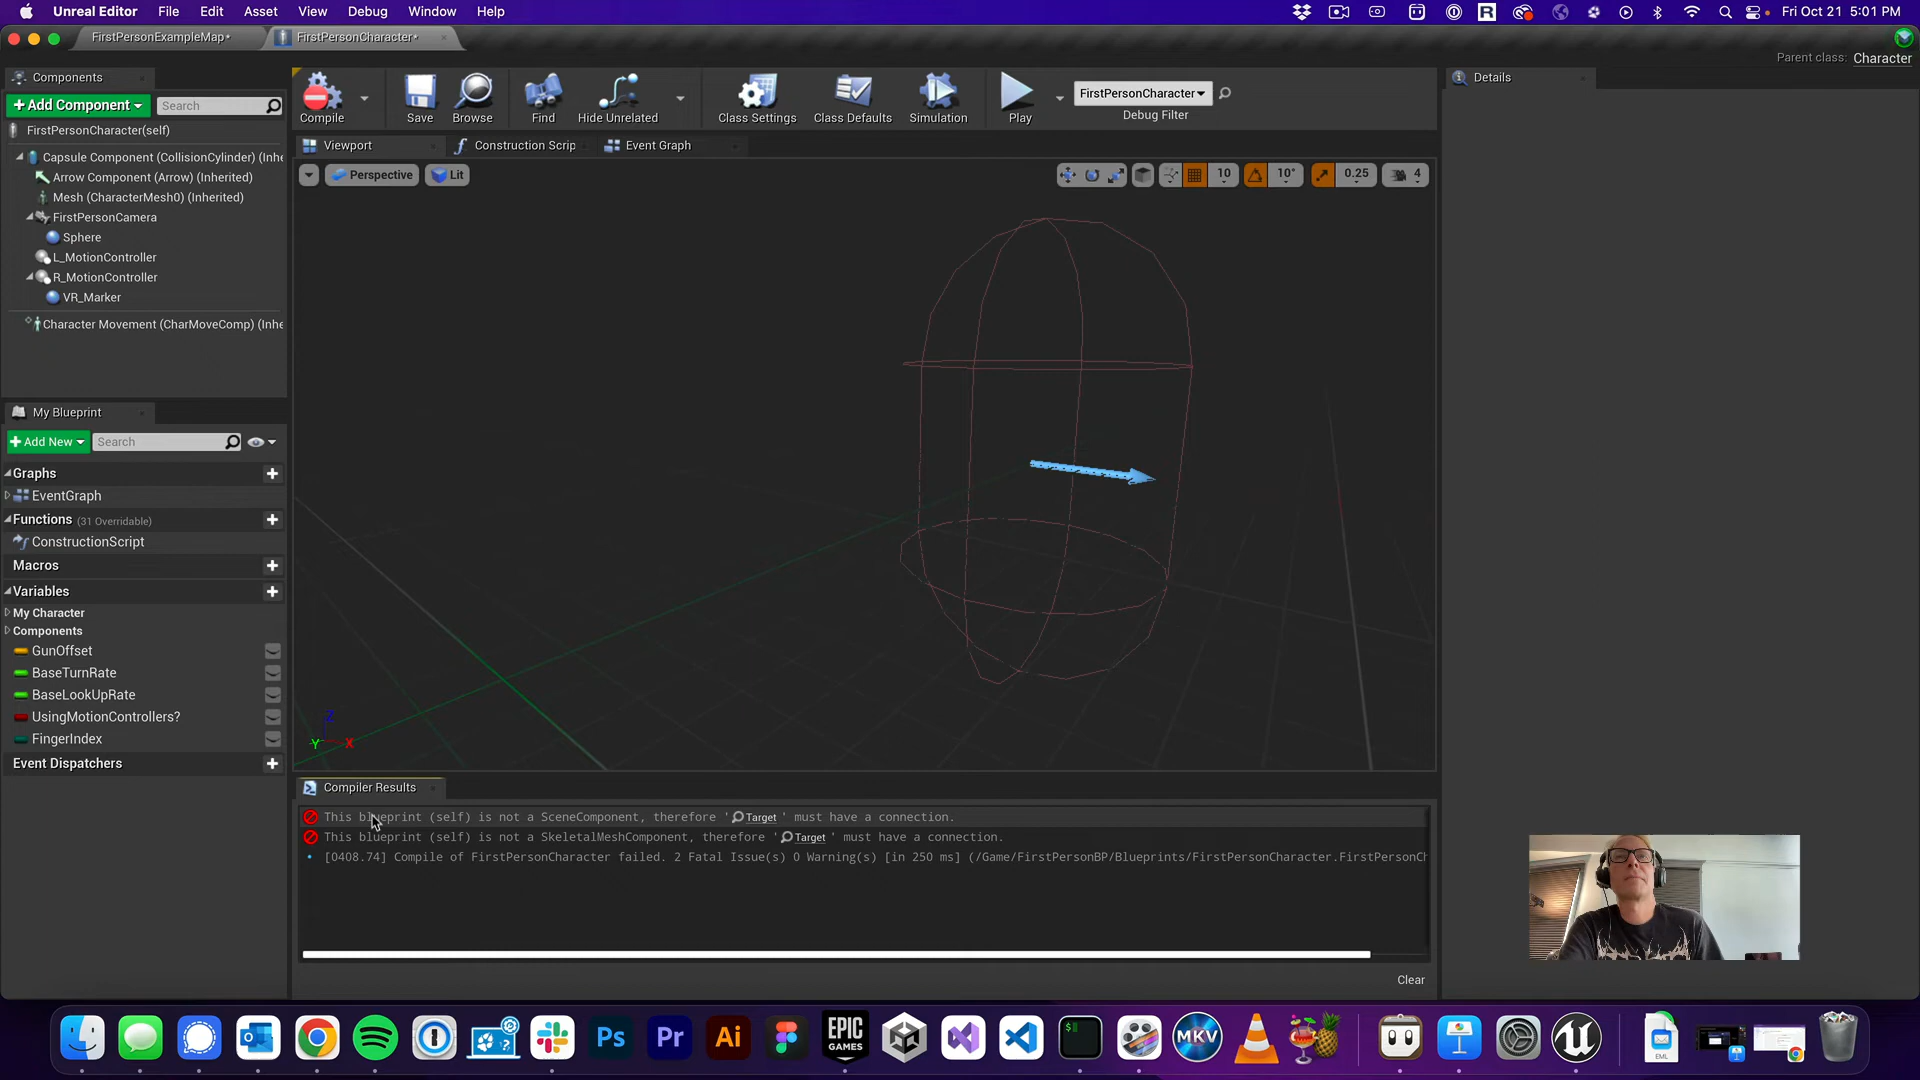 Unreal Editor File Edit Asset View Debug Window Help
Fri Oct 21 5:01 PM
FirstPersonExampleMap*
FirstPersonCharacter*
Parent class: Character
Components
+ Add Component
Search
FirstPersonCharacter(self)
Capsule Component (CollisionCylinder) (Inhe
Arrow Component (Arrow) (Inherited)
Mesh (CharacterMesh0) (Inherited)
FirstPersonCamera
Sphere
L_MotionController
R_MotionController
VR_Marker
Character Movement (CharMoveComp) (Inhe
My Blueprint
+ Add New
Search
Graphs
EventGraph
Functions (31 Overridable)
ConstructionScript
Macros
Variables
My Character
Components
GunOffset
BaseTurnRate
BaseLookUpRate
UsingMotionControllers?
FingerIndex
Event Dispatchers
Compile
Save
Browse
Find
Hide Unrelated
Class Settings
Class Defaults
Simulation
Play
FirstPersonCharacter
Debug Filter
Viewport
Construction Scrip
Event Graph
Perspective
Lit
10
10°
0.25
4
Z
Y
X
Compiler Results
This blueprint (self) is not a SceneComponent, therefore ' Target ' must have a connection.
This blueprint (self) is not a SkeletalMeshComponent, therefore ' Target ' must have a connection.
[0408.74] Compile of FirstPersonCharacter failed. 2 Fatal Issue(s) 0 Warning(s) [in 250 ms] (/Game/FirstPersonBP/Blueprints/FirstPersonCharacter.FirstPersonCh
Clear
Details
Ps
Pr
Ai
EPIC
GAMES
MKV
EML